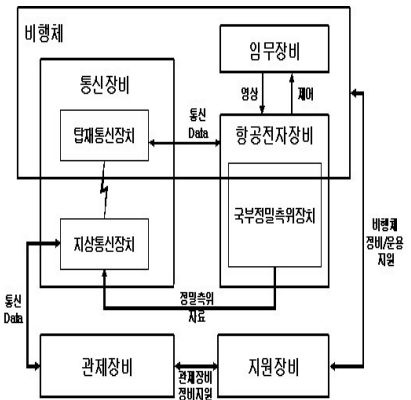 비행체
임무장비
통신장비
영상
제어
탑재통신장치
통신
Data
항공전자장비
국부정밀측위장치
비행체
장비/운용
지원
지상통신장치
정밀측위
자료
통신
Data
관제장비
관제장비
장비지원
지원장비